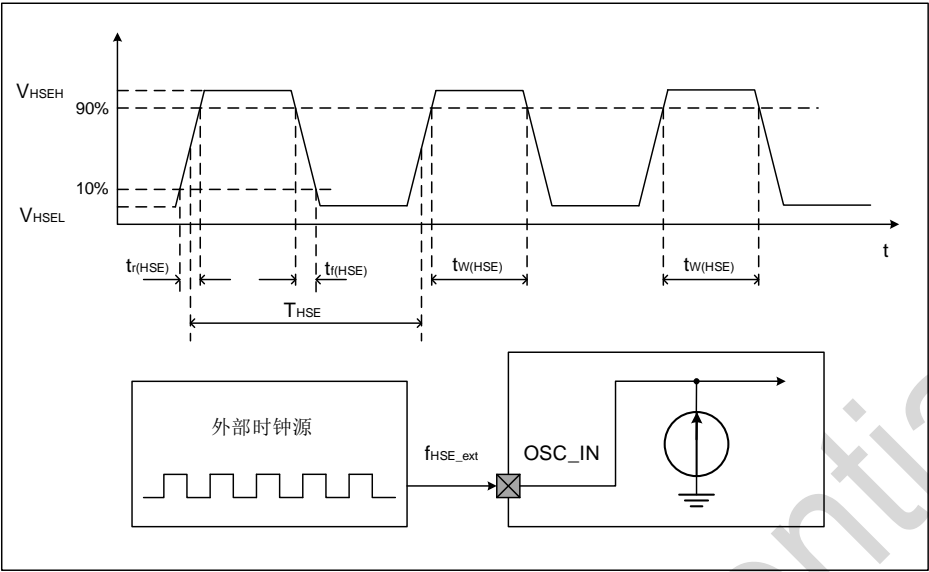 VHSEH
90%
10%
VHSEL
t
tr(HSE)
tf(HSE)
tW(HSE)
tW(HSE)
THSE
外部时钟源
fHSE_ext
OSC_IN